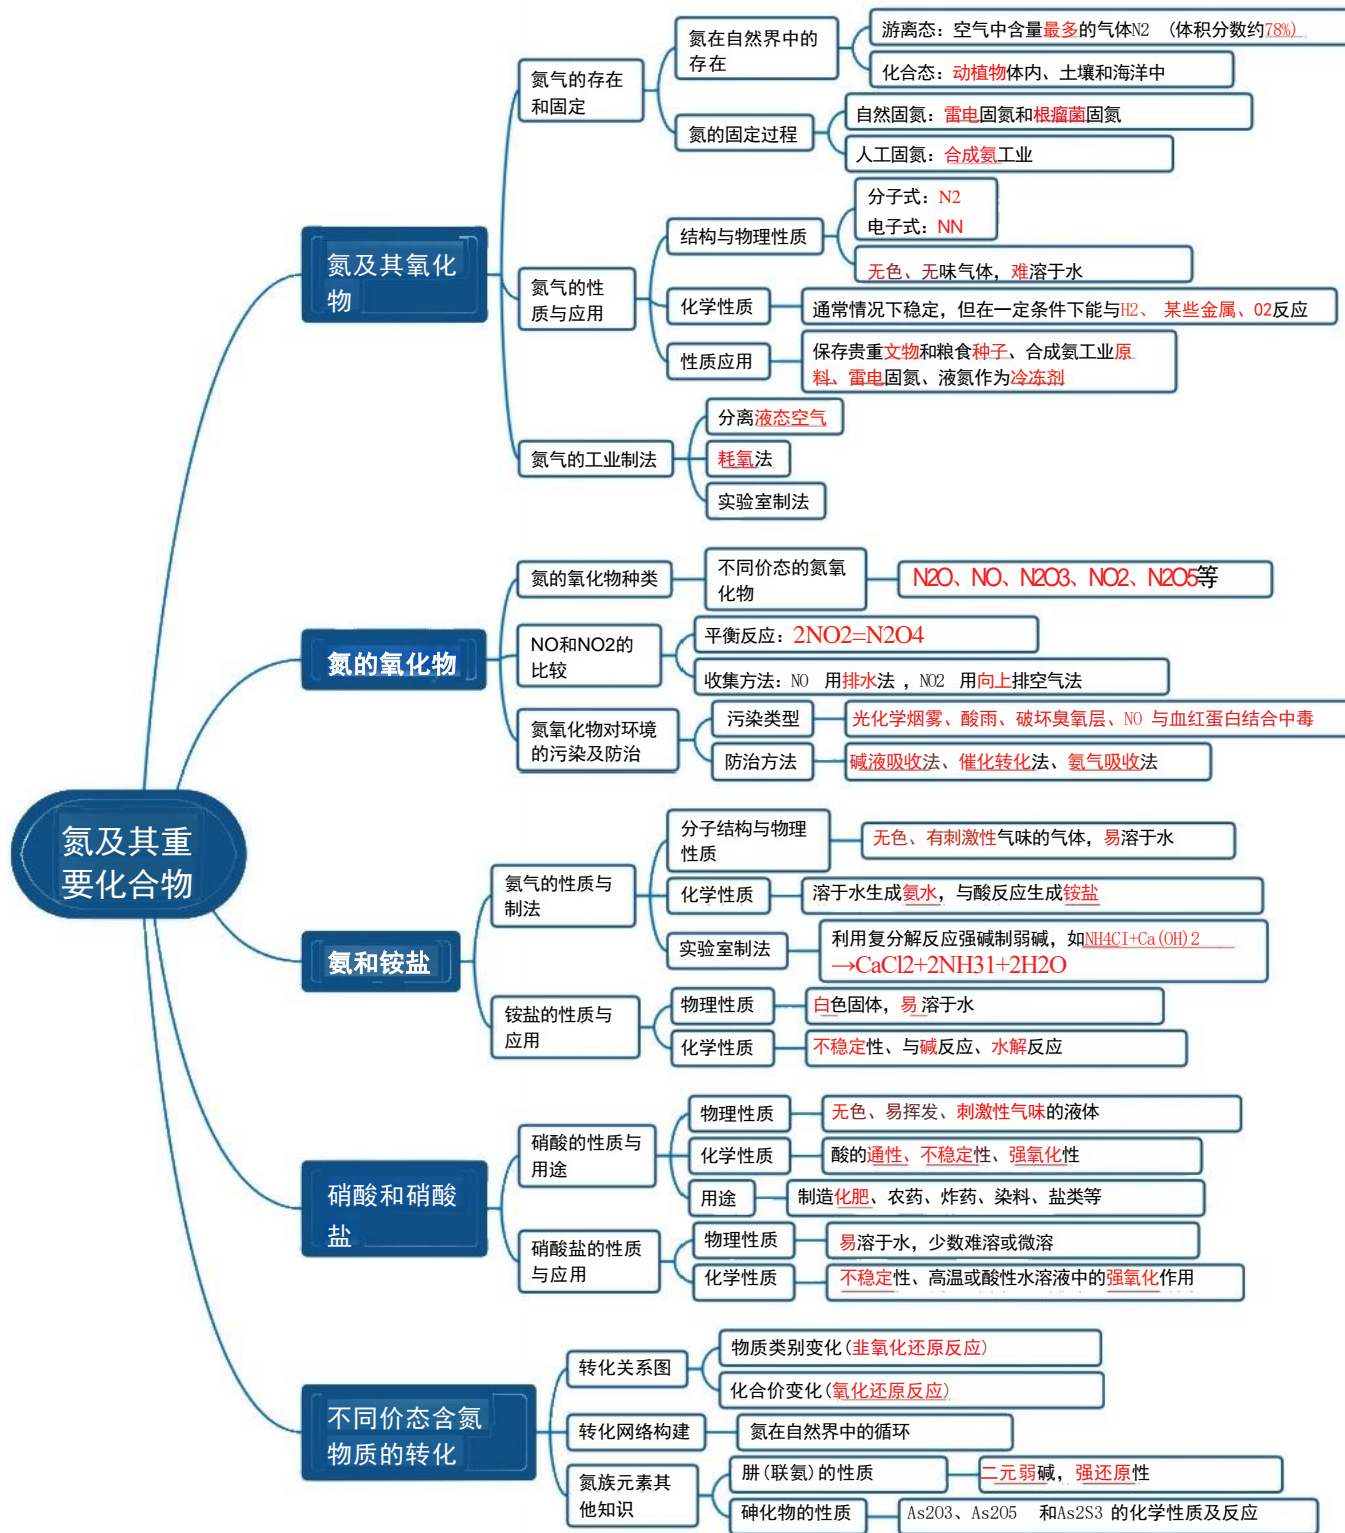 氮及其重
要化合物
氮及其氧化
物
氮气的存在
和固定
氮在自然界中的
存在
游离态：空气中含量最多的气体N2 （体积分数约78%）
化合态：动植物体内、土壤和海洋中
氮的固定过程
自然固氮：雷电固氮和根瘤菌固氮
人工固氮：合成氨工业
氮气的性
质与应用
结构与物理性质
分子式：N2
电子式：NN
无色、无味气体，难溶于水
化学性质
通常情况下稳定，但在一定条件下能与H2、 某些金属、O2反应
性质应用
保存贵重文物和粮食种子、合成氨工业原
料、雷电固氮、液氮作为冷冻剂
氮气的工业制法
分离液态空气
耗氧法
实验室制法
氮的氧化物
氮的氧化物种类
不同价态的氮氧
化物
N2O、NO、N2O3、NO2、N2O5等
NO和NO2的
比较
平衡反应：2NO2=N2O4
收集方法：NO 用排水法 ，NO2 用向上排空气法
氮氧化物对环境
的污染及防治
污染类型
光化学烟雾、酸雨、破坏臭氧层、NO 与血红蛋白结合中毒
防治方法
碱液吸收法、催化转化法、氨气吸收法
氨和铵盐
氨气的性质与
制法
分子结构与物理
性质
无色、有刺激性气味的气体，易溶于水
化学性质
溶于水生成氨水，与酸反应生成铵盐
实验室制法
利用复分解反应强碱制弱碱，如NH4CI+Ca(OH)2
→CaCl2+2NH31+2H2O
铵盐的性质与
应用
物理性质
白色固体，易溶于水
化学性质
不稳定性、与碱反应、水解反应
硝酸和硝酸
盐
硝酸的性质与
用途
物理性质
无色、易挥发、刺激性气味的液体
化学性质
酸的通性、不稳定性、强氧化性
用途
制造化肥、农药、炸药、染料、盐类等
硝酸盐的性质
与应用
物理性质
易溶于水，少数难溶或微溶
化学性质
不稳定性、高温或酸性水溶液中的强氧化作用
不同价态含氮
物质的转化
转化关系图
物质类别变化(韭氧化还原反应)
化合价变化(氧化还原反应)
转化网络构建
氮在自然界中的循环
氮族元素其
他知识
肼(联氨)的性质
二元弱碱，强还原性
砷化物的性质
As2O3、As2O5 和As2S3 的化学性质及反应